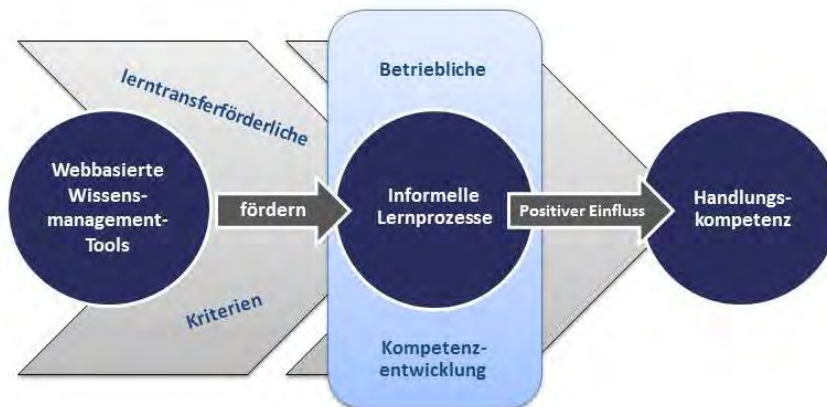 lerntransferförderliche
Webbasierte
Wissens-
management-
Tools
Kriterien
fördern
Betriebliche
Informelle
Lernprozesse
Kompetenz-
entwicklung
Positiver Einfluss
Handlungs-
kompetenz